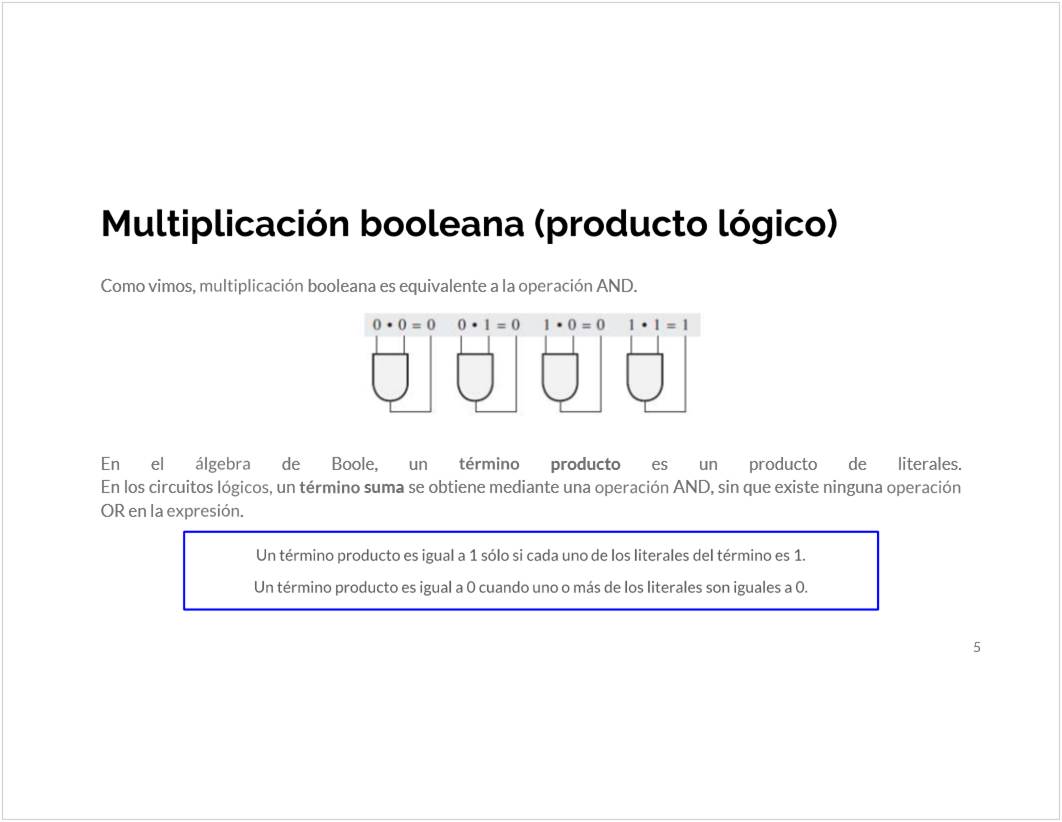 Multiplicación booleana (producto lógico)
Como vimos, multiplicación booleana es equivalente a la operación AND.
0 • 0 = 0 0 • 1 = 0 1 • 0 = 0 1 • 1 = 1
En el álgebra de Boole, un término producto es un producto de literales.
En los circuitos lógicos, un término suma se obtiene mediante una operación AND, sin que existe ninguna operación
OR en la expresión.
Un término producto es igual a 1 sólo si cada uno de los literales del término es 1.
Un término producto es igual a 0 cuando uno o más de los literales son iguales a 0.
5